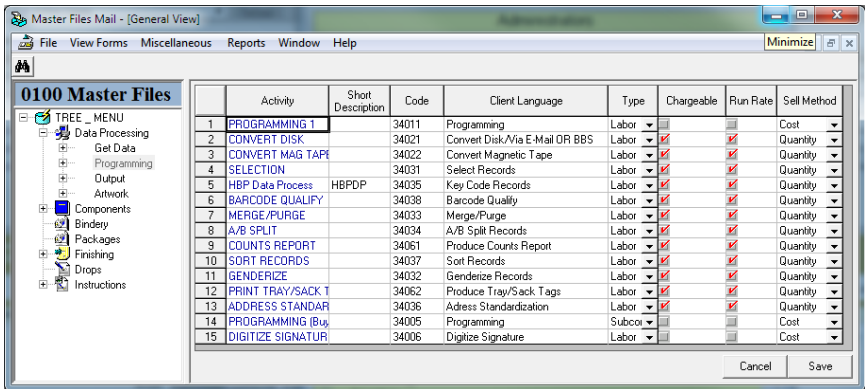 Master Files Mail - [General View]
File View Forms Miscellaneous Reports Window Help
Minimize
0100 Master Files
TREE _ MENU
Data Processing
Get Data
Programming
Output
Artwork
Components
Bindery
Packages
Finishing
Drops
Instructions
Activity Short Description Code Client Language Type Chargeable Run Rate Sell Method
1 PROGRAMMING 1 34011 Programming Labor Cost
2 CONVERT DISK 34021 Convert Disk/Via E-Mail OR BBS Labor Quantity
3 CONVERT MAG TAPE 34022 Convert Magnetic Tape Labor Quantity
4 SELECTION 34031 Select Records Labor Quantity
5 HBP Data Process HBPDP 34035 Key Code Records Labor Quantity
6 BARCODE QUALIFY 34038 Barcode Qualify Labor Quantity
7 MERGE/PURGE 34033 Merge/Purge Labor Quantity
8 A/B SPLIT 34034 A/B Split Records Labor Quantity
9 COUNTS REPORT 34061 Produce Counts Report Labor Quantity
10 SORT RECORDS 34037 Sort Records Labor Quantity
11 GENDERIZE 34032 Genderize Records Labor Quantity
12 PRINT TRAY/SACK T 34062 Produce Tray/Sack Tags Labor Quantity
13 ADDRESS STANDAR 34036 Adress Standardization Labor Quantity
14 PROGRAMMING (Buy 34005 Programming Subcon Cost
15 DIGITIZE SIGNATUR 34006 Digitize Signature Labor Cost
Cancel Save